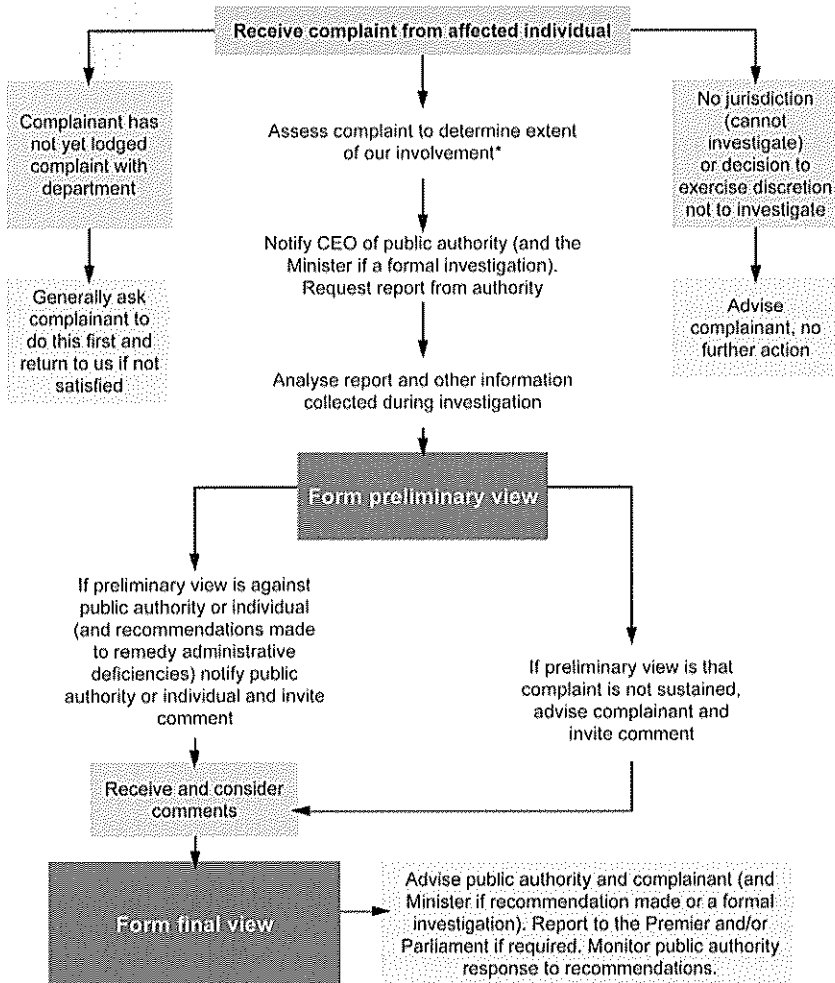 Receive complaint from affected individual
Complainant has
not yet lodged
complaint with
department
Assess complaint to determine extent
of our involvement*
No jurisdiction
(cannot
investigate)
or decision to
exercise discretion
not to investigate
Notify CEO of public authority (and the
Minister if a formal investigation).
Request report from authority
Generally ask
complainant to
do this first and
return to us if not
satisfied
Advise
complainant, no
further action
Analyse report and other information
collected during investigation
Form preliminary view
If preliminary view is against
public authority or individual
(and recommendations made
to remedy administrative
deficiencies) notify public
authority or individual and invite
comment
If preliminary view is that
complaint is not sustained,
advise complainant and
invite comment
Receive and consider
comments
Form final view
Advise public authority and complainant (and
Minister if recommendation made or a formal
investigation). Report to the Premier and/or
Parliament if required. Monitor public authority
response to recommendations.